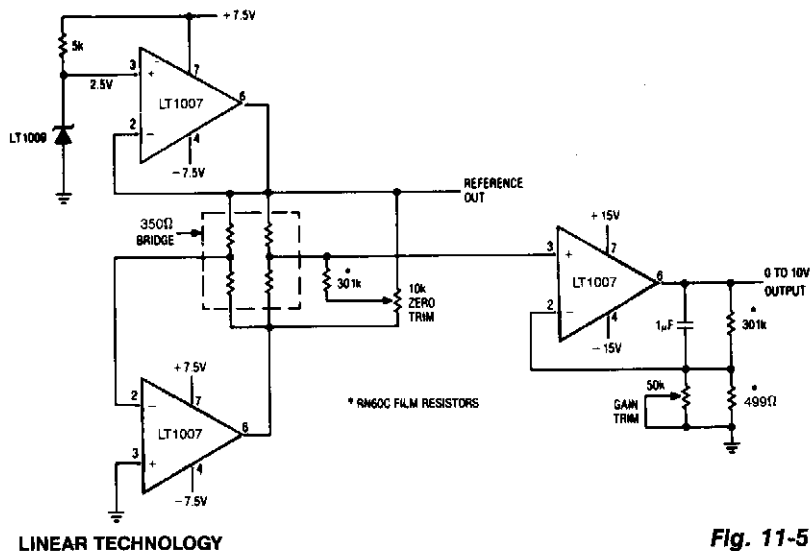 +7.5V
5k
3
+
7
6
2.5V
LT1007
LT1009
2
−
4
−7.5V
REFERENCE
OUT
350Ω
BRIDGE
*
301k
10k
ZERO
TRIM
+15V
3
+
7
LT1007
6
0 TO 10V
OUTPUT
2
−
4
−15V
1μF
*
301k
50k
GAIN
TRIM
*
499Ω
+7.5V
2
−
7
LT1007
6
3
+
4
−7.5V
* RN60C FILM RESISTORS
LINEAR TECHNOLOGY
Fig. 11-5